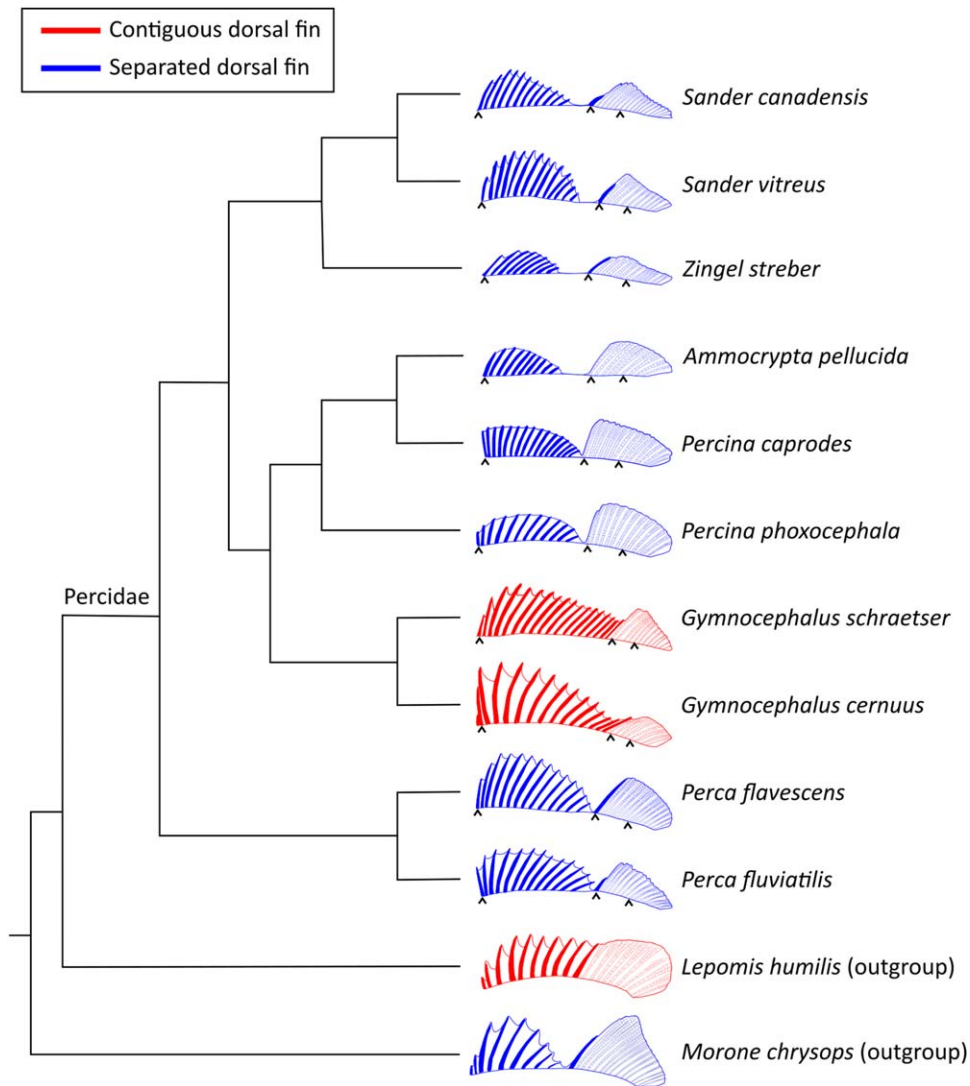 Contiguous dorsal fin
Separated dorsal fin
Sander canadensis
Sander vitreus
Zingel streber
Ammocrypta pellucida
Percina caprodes
Percina phoxocephala
Percidae
Gymnocephalus schraetser
Gymnocephalus cernuus
Perca flavescens
Perca fluviatilis
Lepomis humilis (outgroup)
Morone chrysops (outgroup)